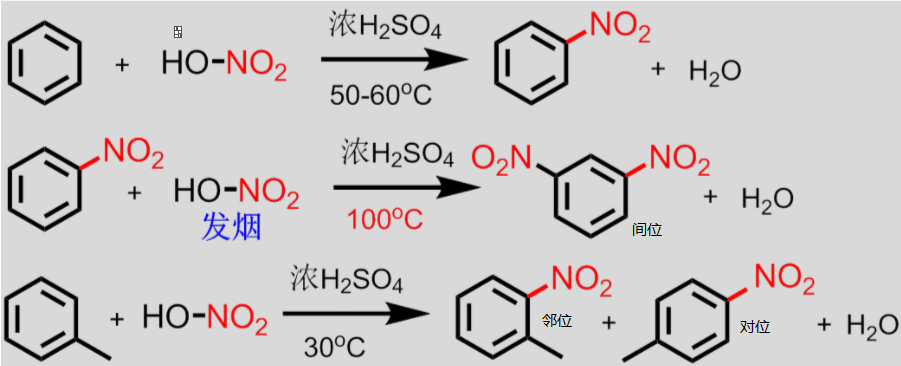 浓H₂SO₄
NO₂
+ HO-NO₂ + H₂O
50-60°C
NO₂ 浓H₂SO₄ O₂N NO₂
+ HO-NO₂ + H₂O
发烟 100°C 间位
浓H₂SO₄ NO₂ NO₂
+ HO-NO₂ 邻位 + 对位 + H₂O
30°C